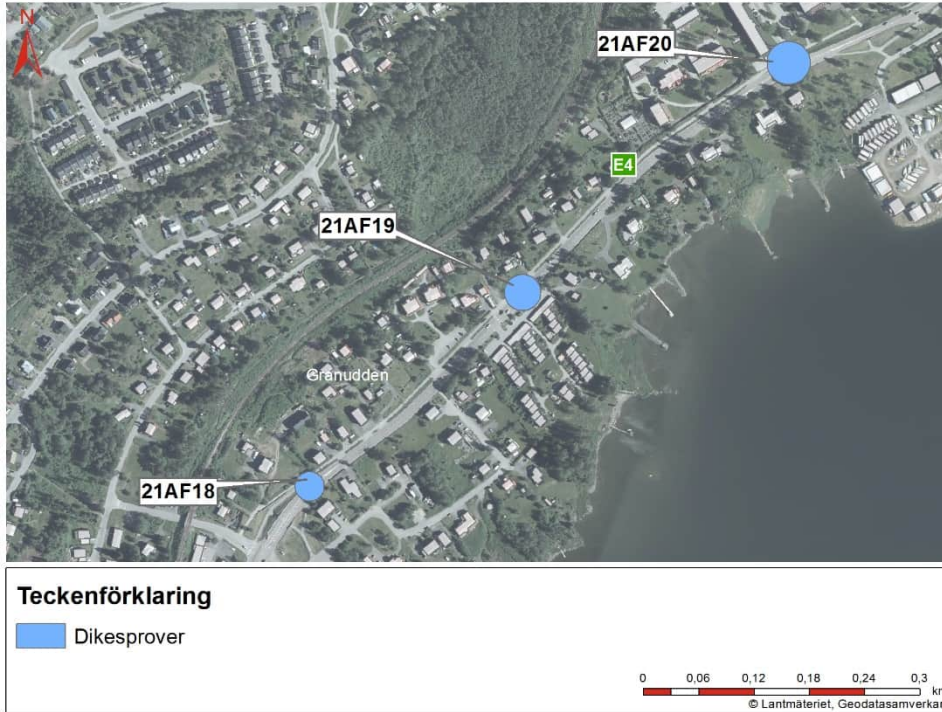 N
21AF20
E4
21AF19
Granudden
21AF18
Teckenförklaring
Dikesprover
0 0,06 0,12 0,18 0,24 0,3
km
© Lantmäteriet, Geodatasamverkan